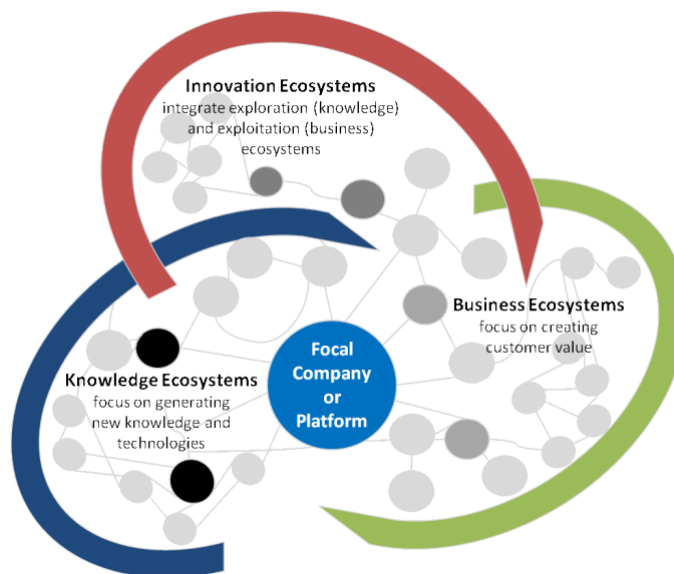 Innovation Ecosystems
integrate exploration (knowledge)
and exploitation (business)
ecosystems
Business Ecosystems
focus on creating
customer value
Focal
Company
or
Platform
Knowledge Ecosystems
focus on generating
new knowledge and
technologies